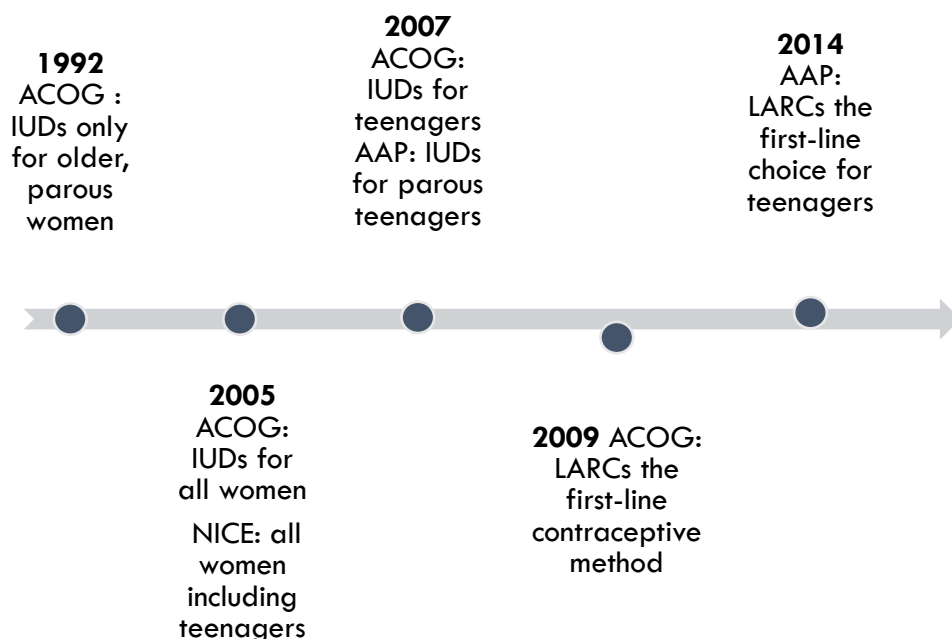 1992
ACOG :
IUDs only
for older,
parous
women
2005
ACOG:
IUDs for
all women
NICE: all
women
including
teenagers
2007
ACOG:
IUDs for
teenagers
AAP: IUDs
for parous
teenagers
2009 ACOG:
LARCs the
first-line
contraceptive
method
2014
AAP:
LARCs the
first-line
choice for
teenagers